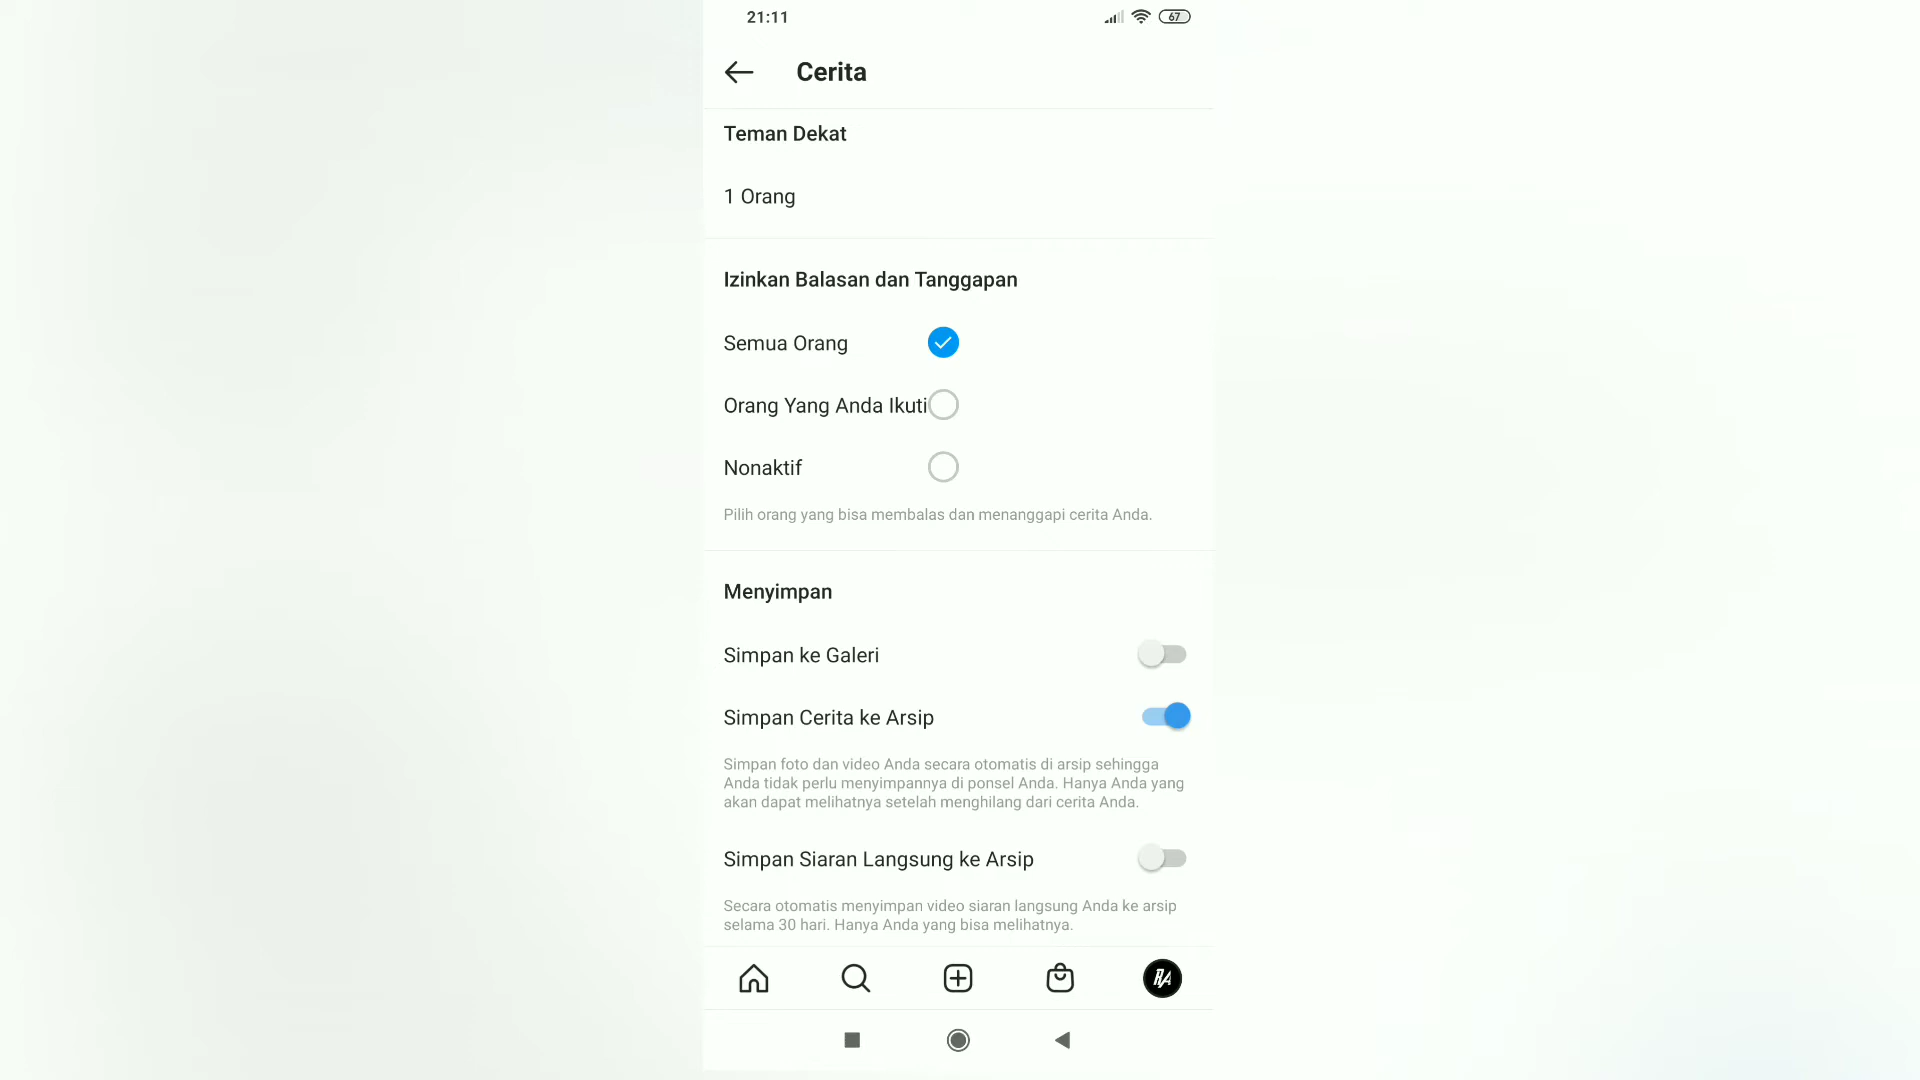 21:11
67
Cerita
Teman Dekat
1 Orang
Izinkan Balasan dan Tanggapan
Semua Orang
Orang Yang Anda Ikuti
Nonaktif
Pilih orang yang bisa membalas dan menanggapi cerita Anda.
Menyimpan
Simpan ke Galeri
Simpan Cerita ke Arsip
Simpan foto dan video Anda secara otomatis di arsip sehingga
Anda tidak perlu menyimpannya di ponsel Anda. Hanya Anda yang
akan dapat melihatnya setelah menghilang dari cerita Anda.
Simpan Siaran Langsung ke Arsip
Secara otomatis menyimpan video siaran langsung Anda ke arsip
selama 30 hari. Hanya Anda yang bisa melihatnya.